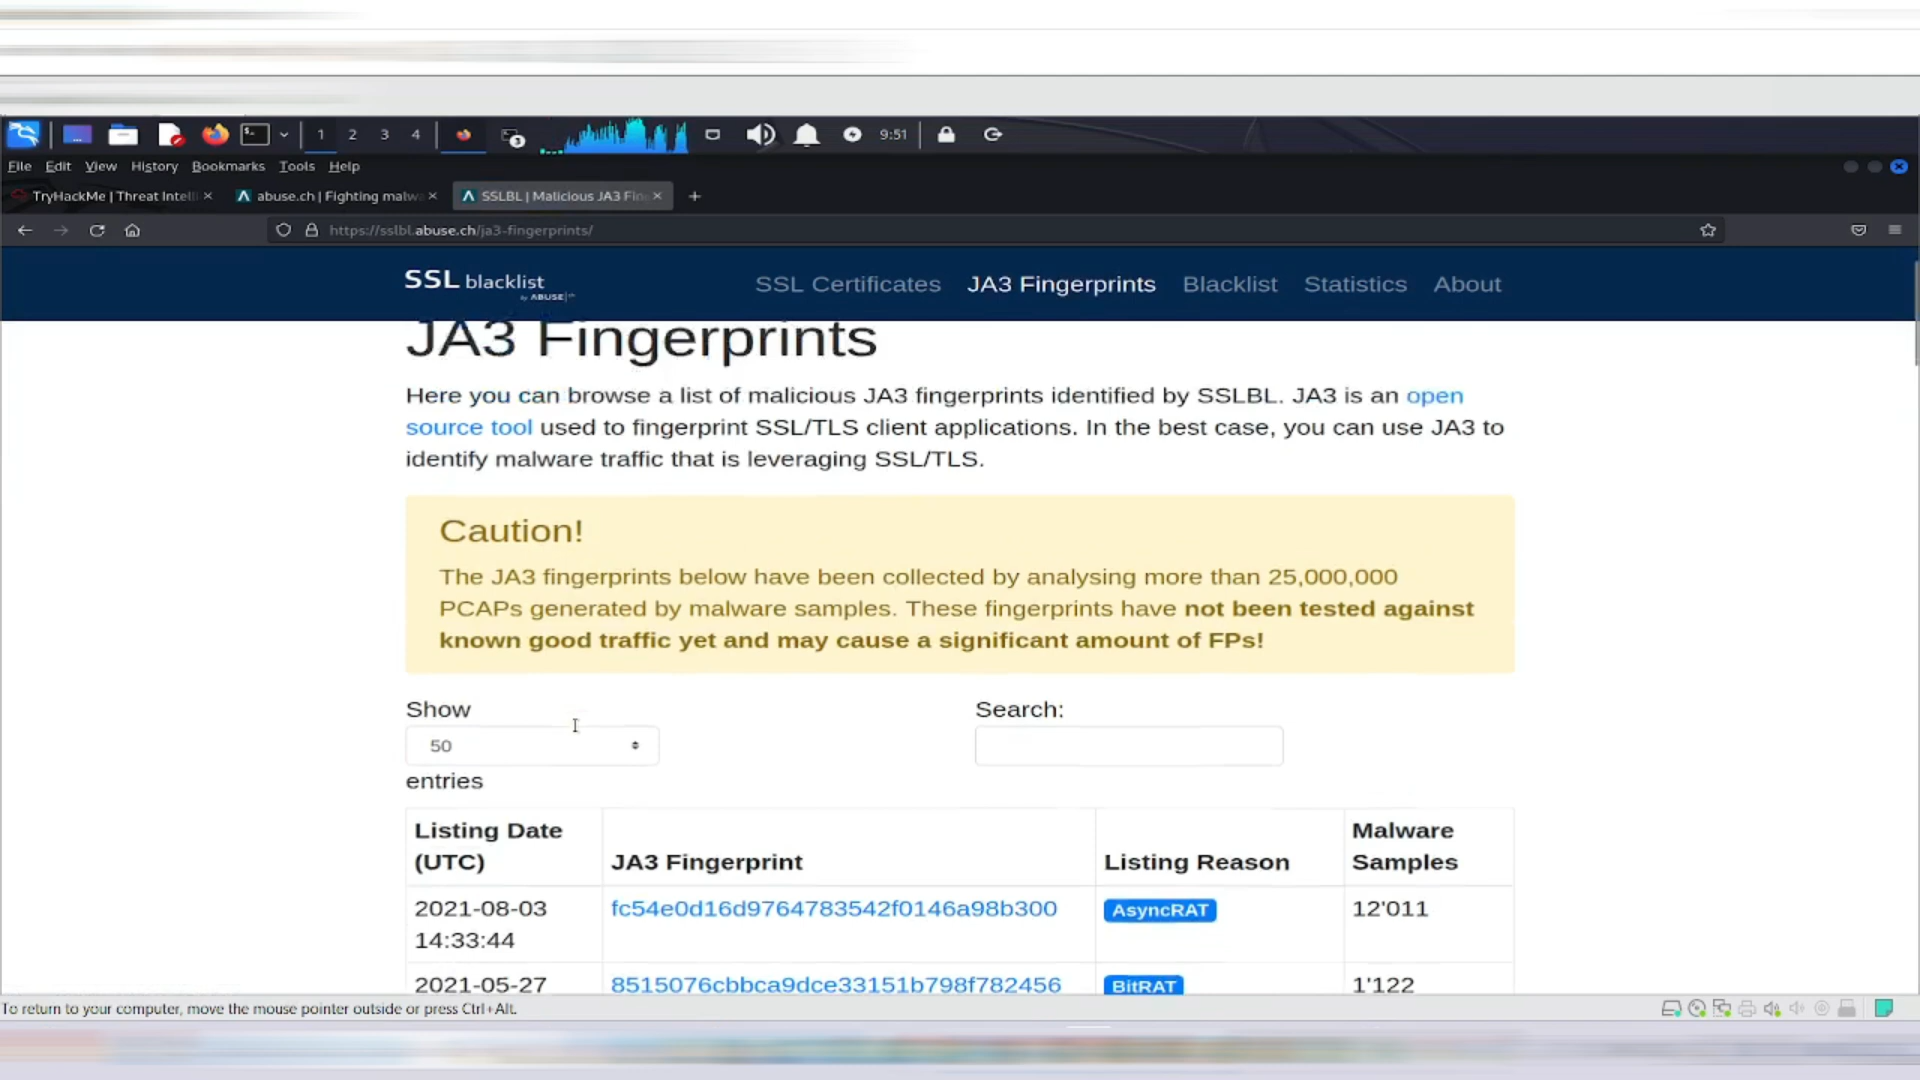 1 2 3 4 9:51
File Edit View History Bookmarks Tools Help
TryHackMe | Threat Intelli abuse.ch | Fighting malwa SSLBL | Malicious JA3 Fin
https://sslbl.abuse.ch/ja3-fingerprints/
SSL blacklist SSL Certificates JA3 Fingerprints Blacklist Statistics About
by ABUSE|ch
JA3 Fingerprints
Here you can browse a list of malicious JA3 fingerprints identified by SSLBL. JA3 is an open
source tool used to fingerprint SSL/TLS client applications. In the best case, you can use JA3 to
identify malware traffic that is leveraging SSL/TLS.
Caution!
The JA3 fingerprints below have been collected by analysing more than 25,000,000
PCAPs generated by malware samples. These fingerprints have not been tested against
known good traffic yet and may cause a significant amount of FPs!
Show Search:
50
entries
Listing Date
(UTC) JA3 Fingerprint Listing Reason Malware
Samples
2021-08-03 fc54e0d16d9764783542f0146a98b300 AsyncRAT 12'011
14:33:44
2021-05-27 8515076cbbca9dce33151b798f782456 BitRAT 1'122
To return to your computer, move the mouse pointer outside or press Ctrl+Alt.